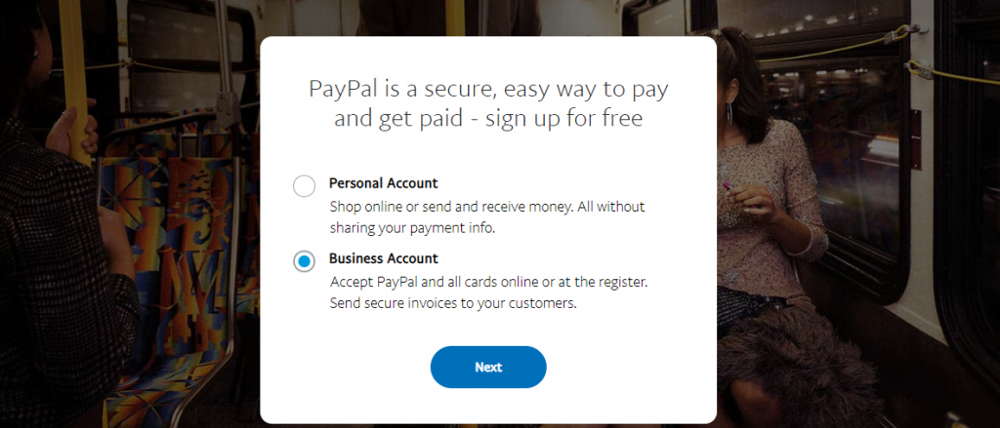 PayPal is a secure, easy way to pay
and get paid - sign up for free
Personal Account
Shop online or send and receive money. All without
sharing your payment info.
Business Account
Accept PayPal and all cards online or at the register.
Send secure invoices to your customers.
Next